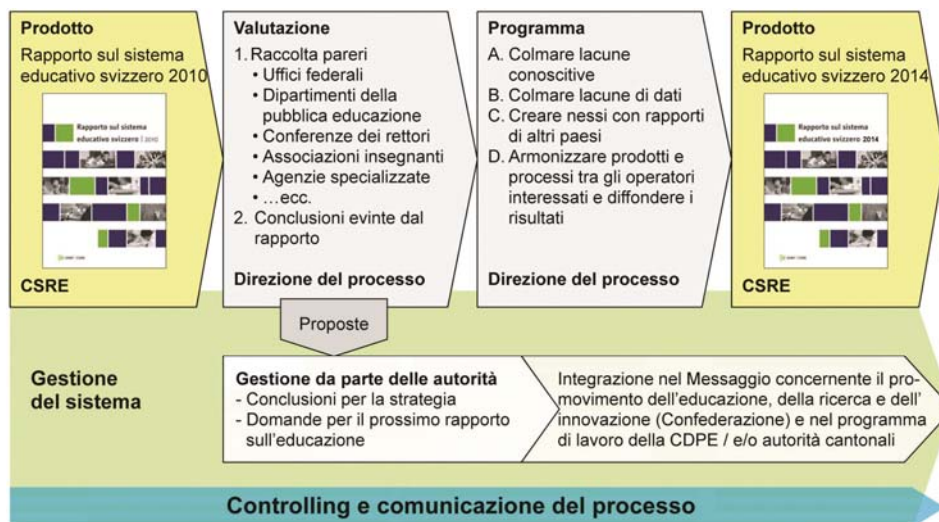 Prodotto
Rapporto sul sistema
educativo svizzero 2010
Rapporto sul sistema
educativo svizzero | 2010
CSRE
Valutazione
1. Raccolta pareri
• Uffici federali
• Dipartimenti della
pubblica educazione
• Conferenze dei rettori
• Associazioni insegnanti
• Agenzie specializzate
• …ecc.
2. Conclusioni evinte dal
rapporto
Direzione del processo
Programma
A. Colmare lacune
conoscitive
B. Colmare lacune di dati
C. Creare nessi con rapporti
di altri paesi
D. Armonizzare prodotti e
processi tra gli operatori
interessati e diffondere i
risultati
Direzione del processo
Prodotto
Rapporto sul sistema
educativo svizzero 2014
Rapporto sul sistema
educativo svizzero 2014
CSRE
Proposte
Gestione
del sistema
Gestione da parte delle autorità
- Conclusioni per la strategia
- Domande per il prossimo rapporto
sull'educazione
Integrazione nel Messaggio concernente il pro-
movimento dell'educazione, della ricerca e dell'
innovazione (Confederazione) e nel programma
di lavoro della CDPE / e/o autorità cantonali
Controlling e comunicazione del processo